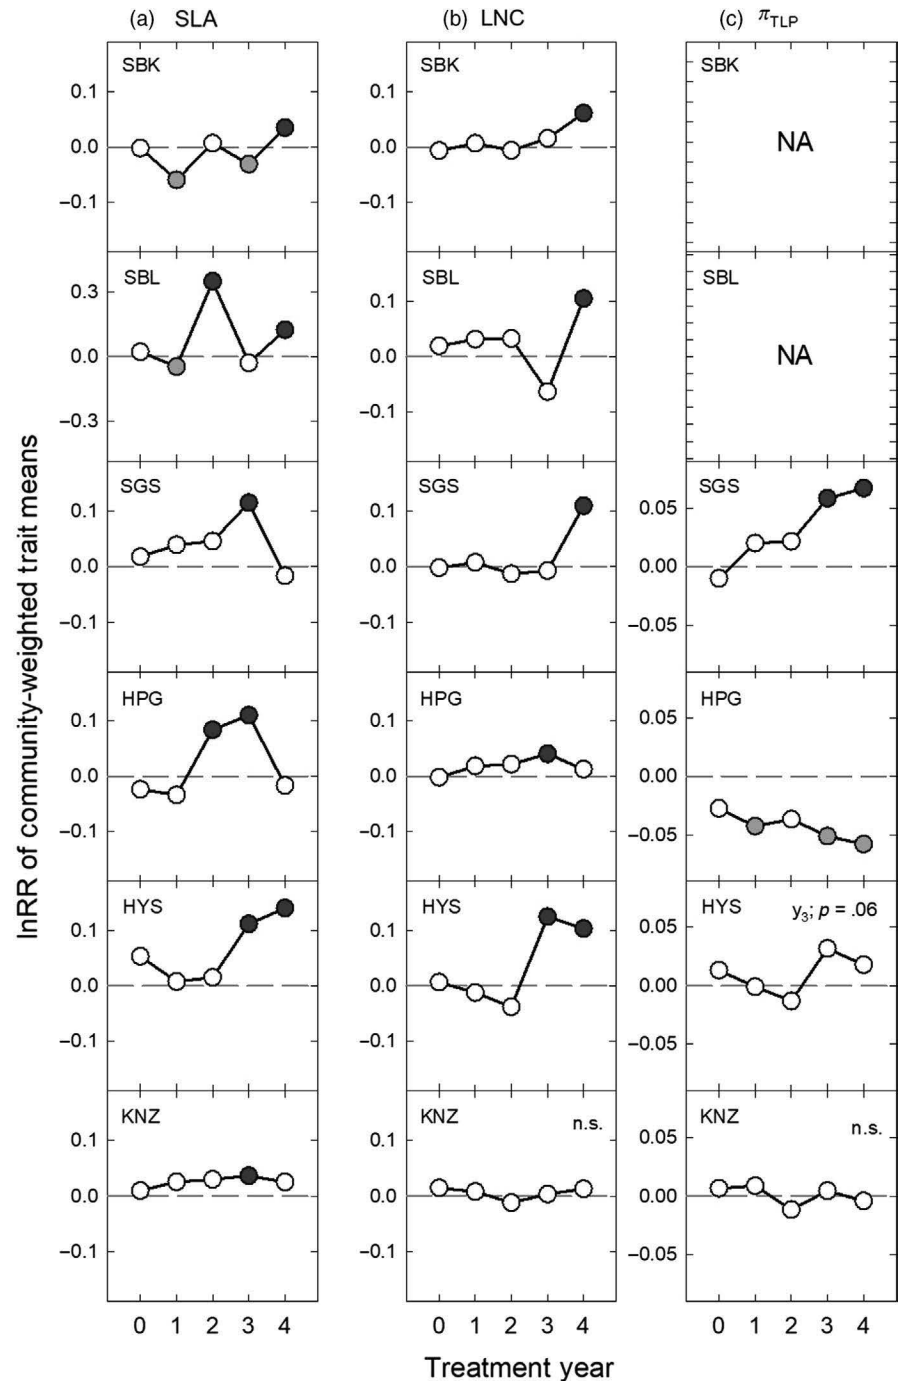 (a) SLA (b) LNC (c) πTLP
SBK SBK SBK
0.1 0.1
0.0 0.0 NA
−0.1 −0.1
SBL SBL SBL
0.3 0.1
0.0 0.0 NA
−0.3 −0.1
SGS SGS SGS
0.1 0.1 0.05
0.0 0.0 0.00
−0.1 −0.1 −0.05
HPG HPG HPG
0.1 0.1 0.05
0.0 0.0 0.00
−0.1 −0.1 −0.05
HYS HYS HYS y3; p = .06
0.1 0.1 0.05
0.0 0.0 0.00
−0.1 −0.1 −0.05
KNZ KNZ n.s. KNZ n.s.
0.1 0.1 0.05
0.0 0.0 0.00
−0.1 −0.1 −0.05
0 1 2 3 4 0 1 2 3 4 0 1 2 3 4
Treatment year
lnRR of community-weighted trait means